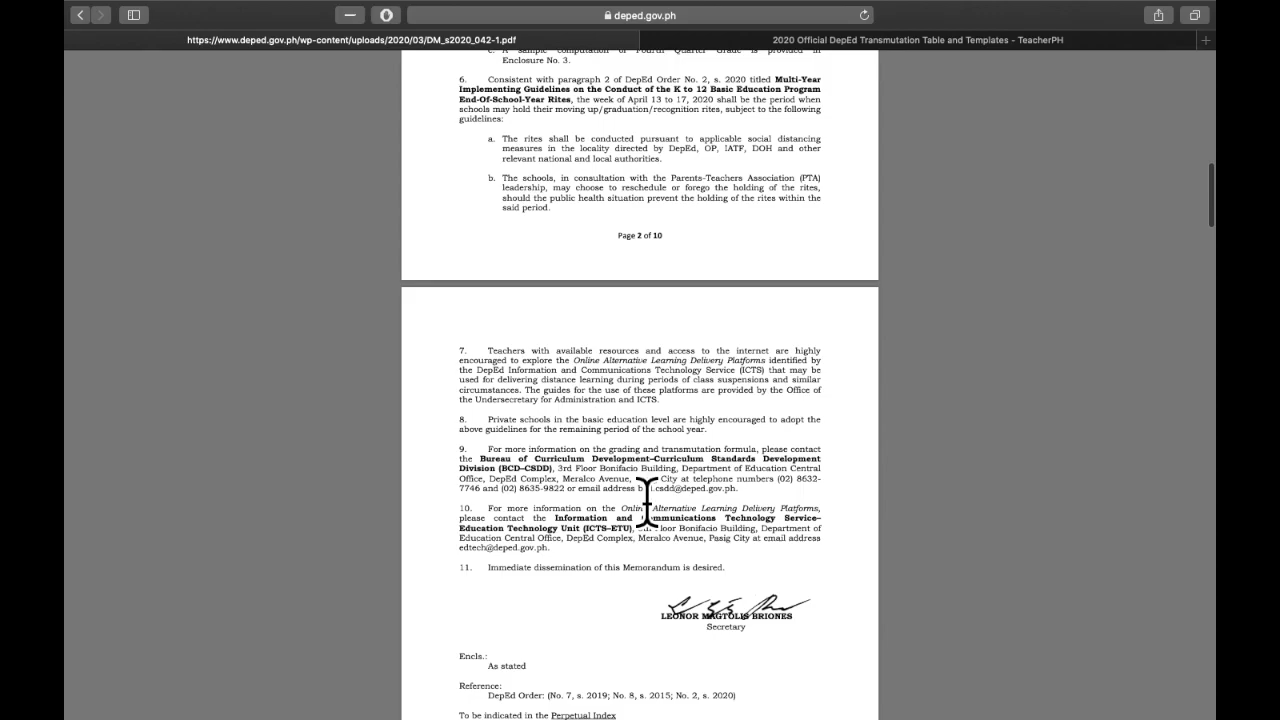 deped.gov.ph
https://www.deped.gov.ph/wp-content/uploads/2020/03/DM_s2020_042-1.pdf
2020 Official DepEd Transmutation Table and Templates - TeacherPH
c. A sample computation of Fourth Quarter Grade is provided in
Enclosure No. 3.
6. Consistent with paragraph 2 of DepEd Order No. 2, s. 2020 titled Multi-Year
Implementing Guidelines on the Conduct of the K to 12 Basic Education Program
End-Of-School-Year Rites, the week of April 13 to 17, 2020 shall be the period when
schools may hold their moving up/graduation/recognition rites, subject to the following
guidelines:
a. The rites shall be conducted pursuant to applicable social distancing
measures in the locality directed by DepEd, OP, IATF, DOH and other
relevant national and local authorities.
b. The schools, in consultation with the Parents-Teachers Association (PTA)
leadership, may choose to reschedule or forego the holding of the rites,
should the public health situation prevent the holding of the rites within the
said period.
Page 2 of 10
7. Teachers with available resources and access to the internet are highly
encouraged to explore the Online Alternative Learning Delivery Platforms identified by
the DepEd Information and Communications Technology Service (ICTS) that may be
used for delivering distance learning during periods of class suspensions and similar
circumstances. The guides for the use of these platforms are provided by the Office of
the Undersecretary for Administration and ICTS.
8. Private schools in the basic education level are highly encouraged to adopt the
above guidelines for the remaining period of the school year.
9. For more information on the grading and transmutation formula, please contact
the Bureau of Curriculum Development–Curriculum Standards Development
Division (BCD–CSDD), 3rd Floor Bonifacio Building, Department of Education Central
Office, DepEd Complex, Meralco Avenue, City at telephone numbers (02) 8632-
7746 and (02) 8635-9822 or email address csdd@deped.gov.ph.
10. For more information on the Online Alternative Learning Delivery Platforms,
please contact the Information and Communications Technology Service–
Education Technology Unit (ICTS–ETU), Floor Bonifacio Building, Department of
Education Central Office, DepEd Complex, Meralco Avenue, Pasig City at email address
edtech@deped.gov.ph.
11. Immediate dissemination of this Memorandum is desired.
LEONOR MAGTOLIS BRIONES
Secretary
Encls.:
As stated
Reference:
DepEd Order: (No. 7, s. 2019; No. 8, s. 2015; No. 2, s. 2020)
To be indicated in the Perpetual Index